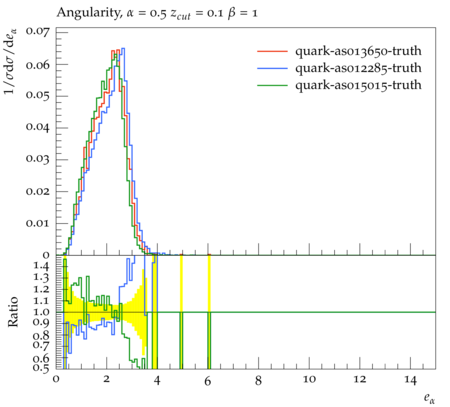 Angularity, α = 0.5 z_cut = 0.1 β = 1
1/σ dσ/de_α
0.07
0.06
0.05
0.04
0.03
0.02
0.01
0
quark-as013650-truth
quark-as012285-truth
quark-as015015-truth
Ratio
1.4
1.3
1.2
1.1
1.0
0.9
0.8
0.7
0.6
0.5
0 2 4 6 8 10 12 14
e_α